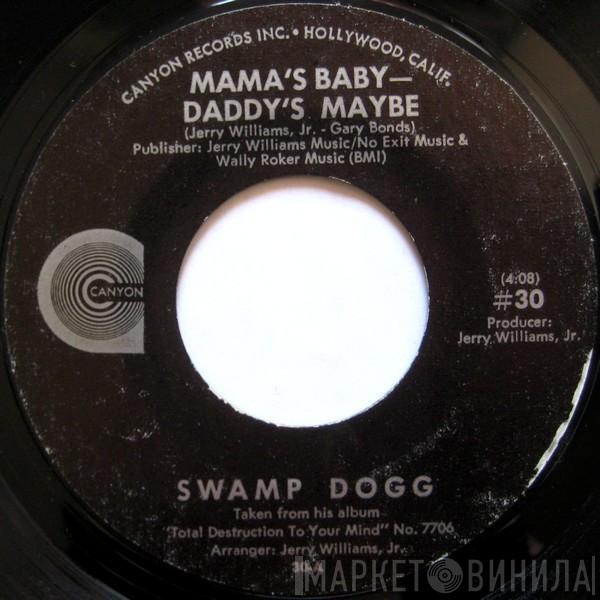 CANYON RECORDS INC. • HOLLYWOOD, CALIF.
MAMA'S BABY—
DADDY'S MAYBE
(Jerry Williams, Jr. - Gary Bonds)
Publisher: Jerry Williams Music/No Exit Music &
Wally Roker Music (BMI)
CANYON
(4:08)
#30
Producer:
Jerry Williams, Jr.
SWAMP DOGG
Taken from his album
"Total Destruction To Your Mind" No. 7706
Arranger: Jerry Williams, Jr.
МАРКЕТ ВИНИЛА